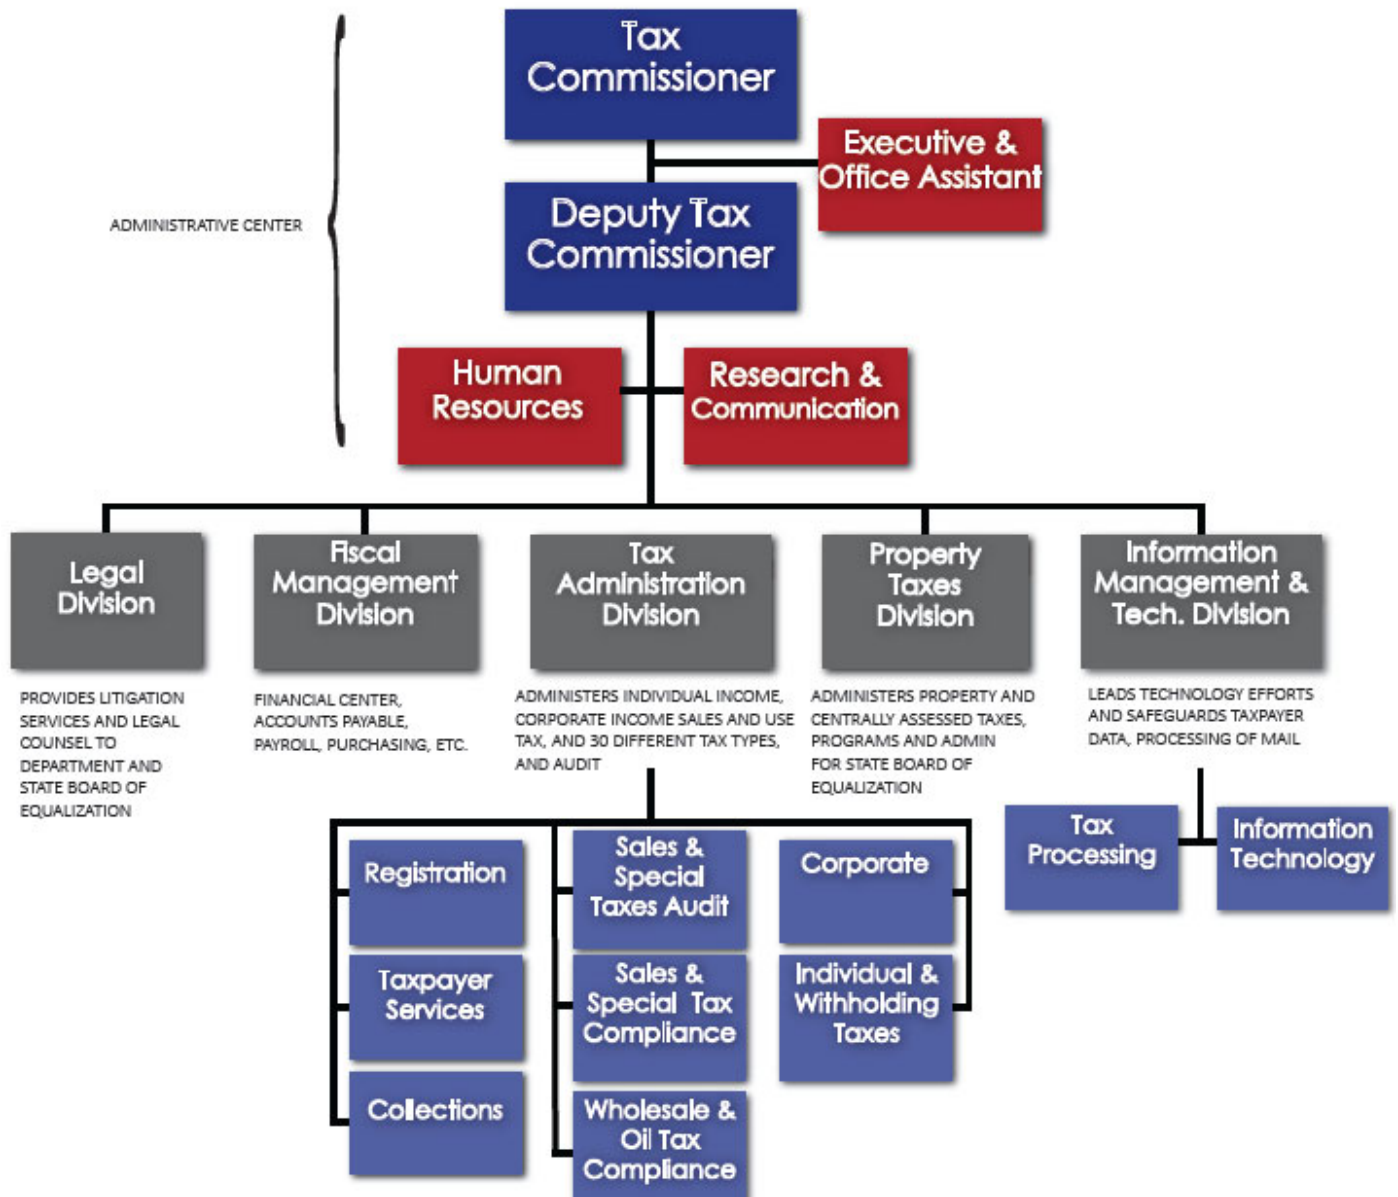 Tax
Commissioner
Executive &
Office Assistant
ADMINISTRATIVE CENTER
Deputy Tax
Commissioner
Human
Resources
Research &
Communication
Legal
Division
Fiscal
Management
Division
Tax
Administration
Division
Property
Taxes
Division
Information
Management &
Tech. Division
PROVIDES LITIGATION
SERVICES AND LEGAL
COUNSEL TO
DEPARTMENT AND
STATE BOARD OF
EQUALIZATION
FINANCIAL CENTER,
ACCOUNTS PAYABLE,
PAYROLL, PURCHASING, ETC.
ADMINISTERS INDIVIDUAL INCOME,
CORPORATE INCOME SALES AND USE
TAX, AND 30 DIFFERENT TAX TYPES,
AND AUDIT
ADMINISTERS PROPERTY AND
CENTRALLY ASSESSED TAXES,
PROGRAMS AND ADMIN
FOR STATE BOARD OF
EQUALIZATION
LEADS TECHNOLOGY EFFORTS
AND SAFEGUARDS TAXPAYER
DATA, PROCESSING OF MAIL
Registration
Taxpayer
Services
Collections
Sales &
Special
Taxes Audit
Sales &
Special Tax
Compliance
Wholesale &
Oil Tax
Compliance
Corporate
Individual &
Withholding
Taxes
Tax
Processing
Information
Technology